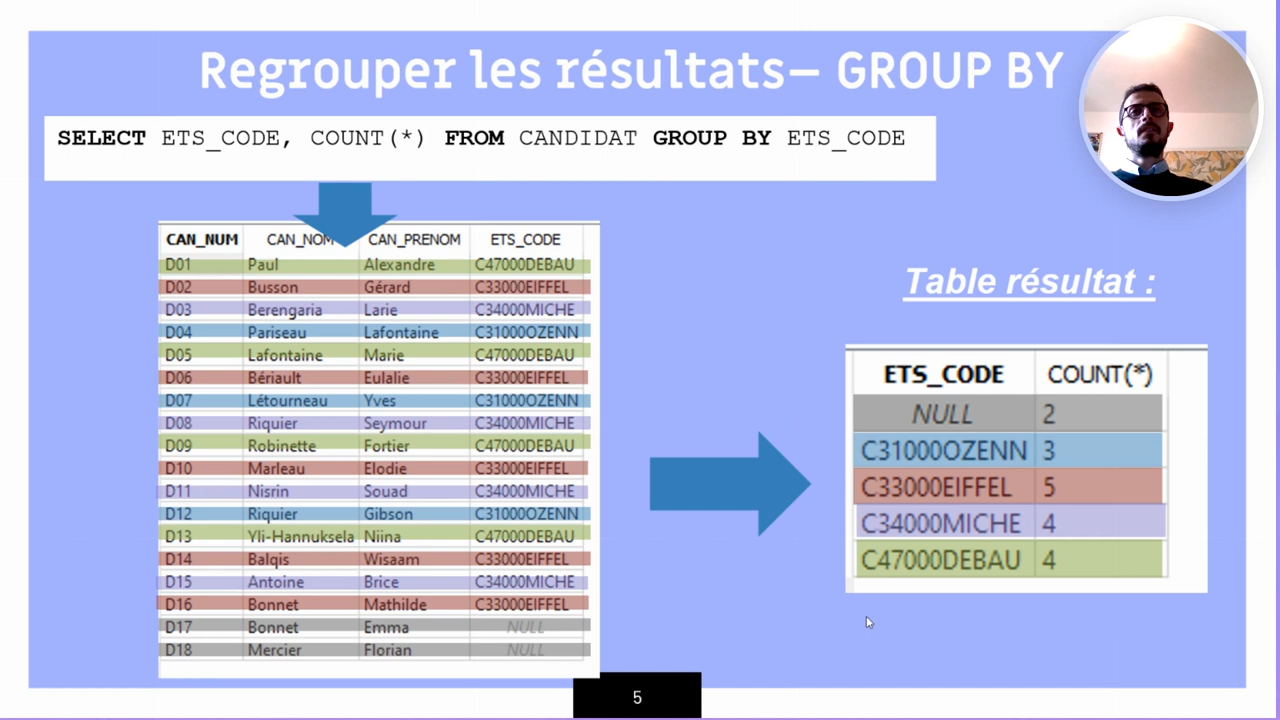 Regrouper les résultats– GROUP BY
SELECT ETS_CODE, COUNT(*) FROM CANDIDAT GROUP BY ETS_CODE
CAN_NUM CAN_NOM CAN_PRENOM ETS_CODE
D01 Paul Alexandre C47000DEBAU
D02 Busson Gérard C33000EIFFEL
D03 Berengaria Larie C34000MICHE
D04 Pariseau Lafontaine C31000OZENN
D05 Lafontaine Marie C47000DEBAU
D06 Bériault Eulalie C33000EIFFEL
D07 Létourneau Yves C31000OZENN
D08 Riquier Seymour C34000MICHE
D09 Robinette Fortier C47000DEBAU
D10 Marleau Elodie C33000EIFFEL
D11 Nisrin Souad C34000MICHE
D12 Riquier Gibson C31000OZENN
D13 Yli-Hannuksela Niina C47000DEBAU
D14 Balqis Wisaam C33000EIFFEL
D15 Antoine Brice C34000MICHE
D16 Bonnet Mathilde C33000EIFFEL
D17 Bonnet Emma NULL
D18 Mercier Florian NULL
Table résultat :
ETS_CODE COUNT(*)
NULL 2
C31000OZENN 3
C33000EIFFEL 5
C34000MICHE 4
C47000DEBAU 4
5